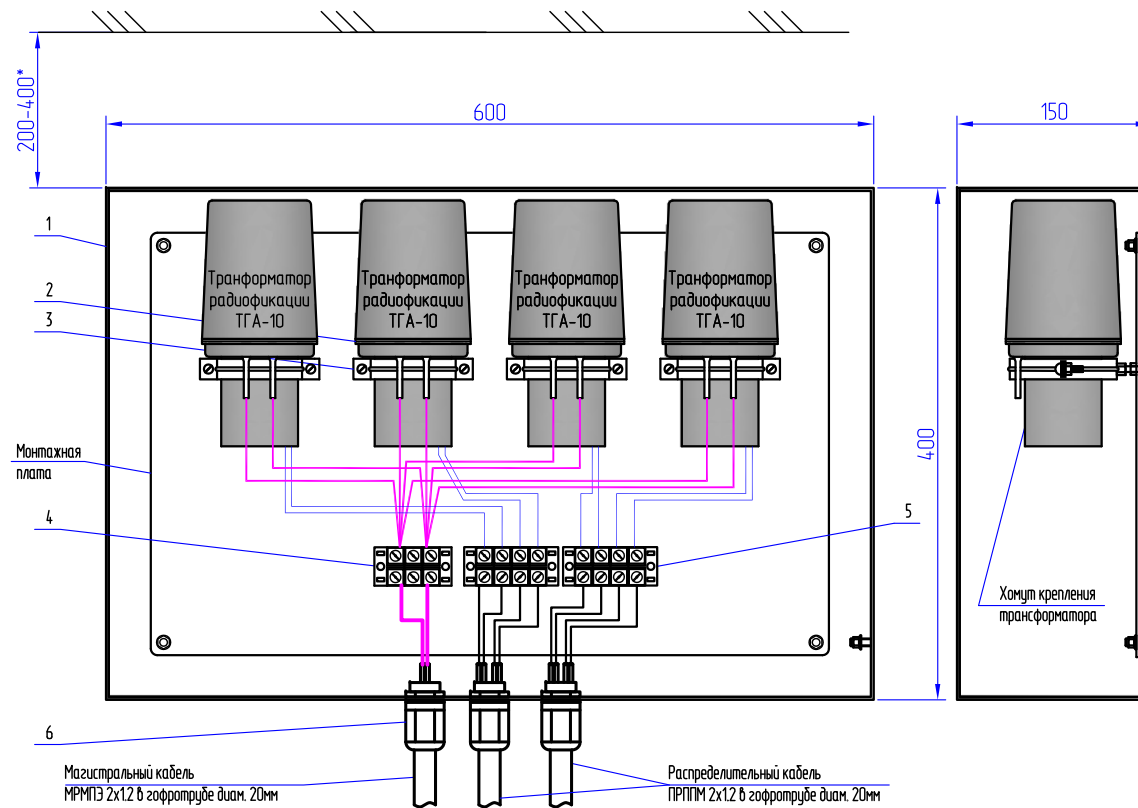 200-400*
600
150
1
2
3
Транформатор
радиофикации
ТГА-10
Транформатор
радиофикации
ТГА-10
Транформатор
радиофикации
ТГА-10
Транформатор
радиофикации
ТГА-10
400
Монтажная
плата
4
5
Хомут крепления
трансформатора
6
Магистральный кабель
МРМПЭ 2х1.2 в гофротрубе диам. 20мм
Распределительный кабель
ПРППМ 2х1.2 в гофротрубе диам. 20мм